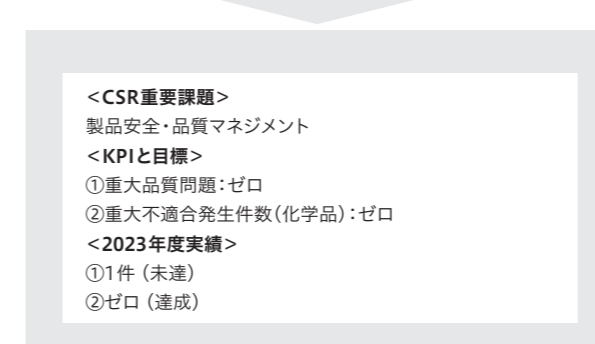 <CSR重要課題>
製品安全・品質マネジメント
<KPIと目標>
①重大品質問題：ゼロ
②重大不適合発生件数（化学品）：ゼロ
<2023年度実績>
①1件（未達）
②ゼロ（達成）